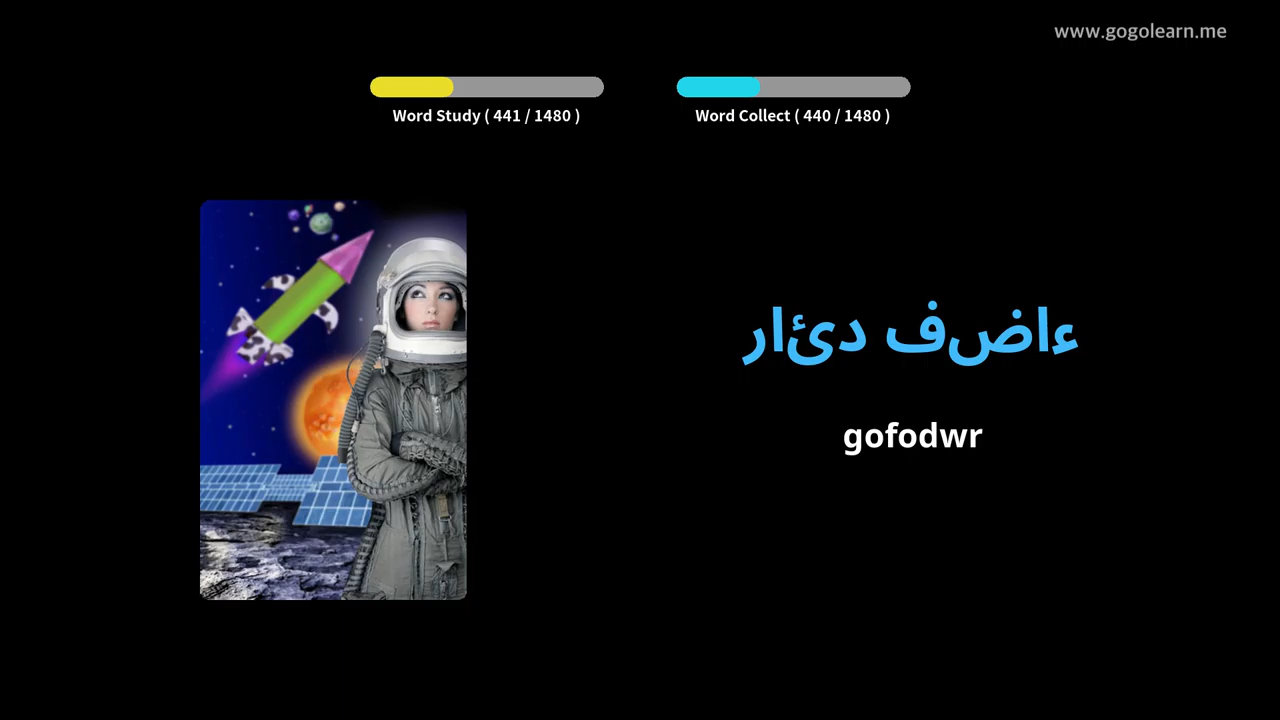 www.gogolearn.me
Word Study ( 441 / 1480 )
Word Collect ( 440 / 1480 )
ءاضف دئار
gofodwr